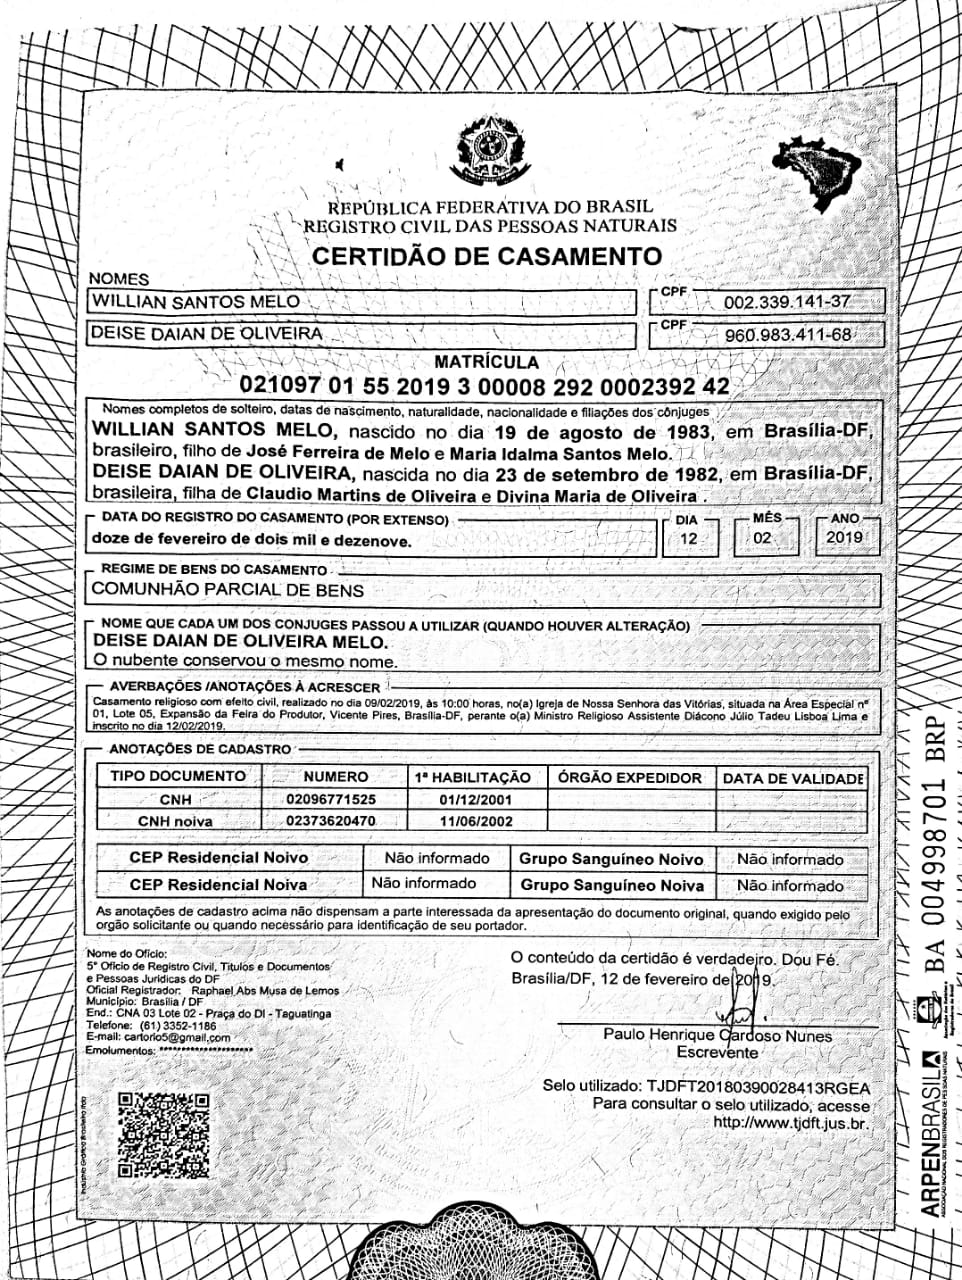 REPÚBLICA FEDERATIVA DO BRASIL
REGISTRO CIVIL DAS PESSOAS NATURAIS
CERTIDÃO DE CASAMENTO
NOMES
WILLIAN SANTOS MELO
CPF 002.339.141-37
DEISE DAIAN DE OLIVEIRA
CPF 960.983.411-68
MATRÍCULA
021097 01 55 2019 3 00008 292 0002392 42
Nomes completos de solteiro, datas de nascimento, naturalidade, nacionalidade e filiações dos cônjuges
WILLIAN SANTOS MELO, nascido no dia 19 de agosto de 1983, em Brasília-DF,
brasileiro, filho de José Ferreira de Melo e Maria Idalma Santos Melo.
DEISE DAIAN DE OLIVEIRA, nascida no dia 23 de setembro de 1982, em Brasília-DF,
brasileira, filha de Claudio Martins de Oliveira e Divina Maria de Oliveira .
DATA DO REGISTRO DO CASAMENTO (POR EXTENSO)
doze de fevereiro de dois mil e dezenove.
DIA
12
MÊS
02
ANO
2019
REGIME DE BENS DO CASAMENTO
COMUNHÃO PARCIAL DE BENS
NOME QUE CADA UM DOS CONJUGES PASSOU A UTILIZAR (QUANDO HOUVER ALTERAÇÃO)
DEISE DAIAN DE OLIVEIRA MELO.
O nubente conservou o mesmo nome.
AVERBAÇÕES /ANOTAÇÕES À ACRESCER
Casamento religioso com efeito civil, realizado no dia 09/02/2019, às 10:00 horas, no(a) Igreja de Nossa Senhora das Vitórias, situada na Área Especial nº
01, Lote 05, Expansão da Feira do Produtor, Vicente Pires, Brasília-DF, perante o(a) Ministro Religioso Assistente Diácono Júlio Tadeu Lisboa Lima e
inscrito no dia 12/02/2019.
ANOTAÇÕES DE CADASTRO
TIPO DOCUMENTO NUMERO 1ª HABILITAÇÃO ÓRGÃO EXPEDIDOR DATA DE VALIDADE
CNH 02096771525 01/12/2001
CNH noiva 02373620470 11/06/2002
CEP Residencial Noivo Não informado Grupo Sanguíneo Noivo Não informado
CEP Residencial Noiva Não informado Grupo Sanguíneo Noiva Não informado
As anotações de cadastro acima não dispensam a parte interessada da apresentação do documento original, quando exigido pelo
orgão solicitante ou quando necessário para identificação de seu portador.
Nome do Ofício:
5º Oficio de Registro Civil, Titulos e Documentos
e Pessoas Juridicas do DF
Oficial Registrador: Raphael Abs Musa de Lemos
Município: Brasília / DF
End.: CNA 03 Lote 02 - Praça do DI - Taguatinga
Telefone: (61) 3352-1186
E-mail: cartorio5@gmail.com
Emolumentos: ********************
O conteúdo da certidão é verdadejro. Dou Fé.
Brasília/DF, 12 de fevereiro de 2019.
Paulo Henrique Cardoso Nunes
Escrevente
Selo utilizado: TJDFT20180390028413RGEA
Para consultar o selo utilizado, acesse
http://www.tjdft.jus.br.
BA 004998701 BRP
ARPENBRASIL
ASSOCIAÇÃO NACIONAL DOS REGISTRADORES DE PESSOAS NATURAIS